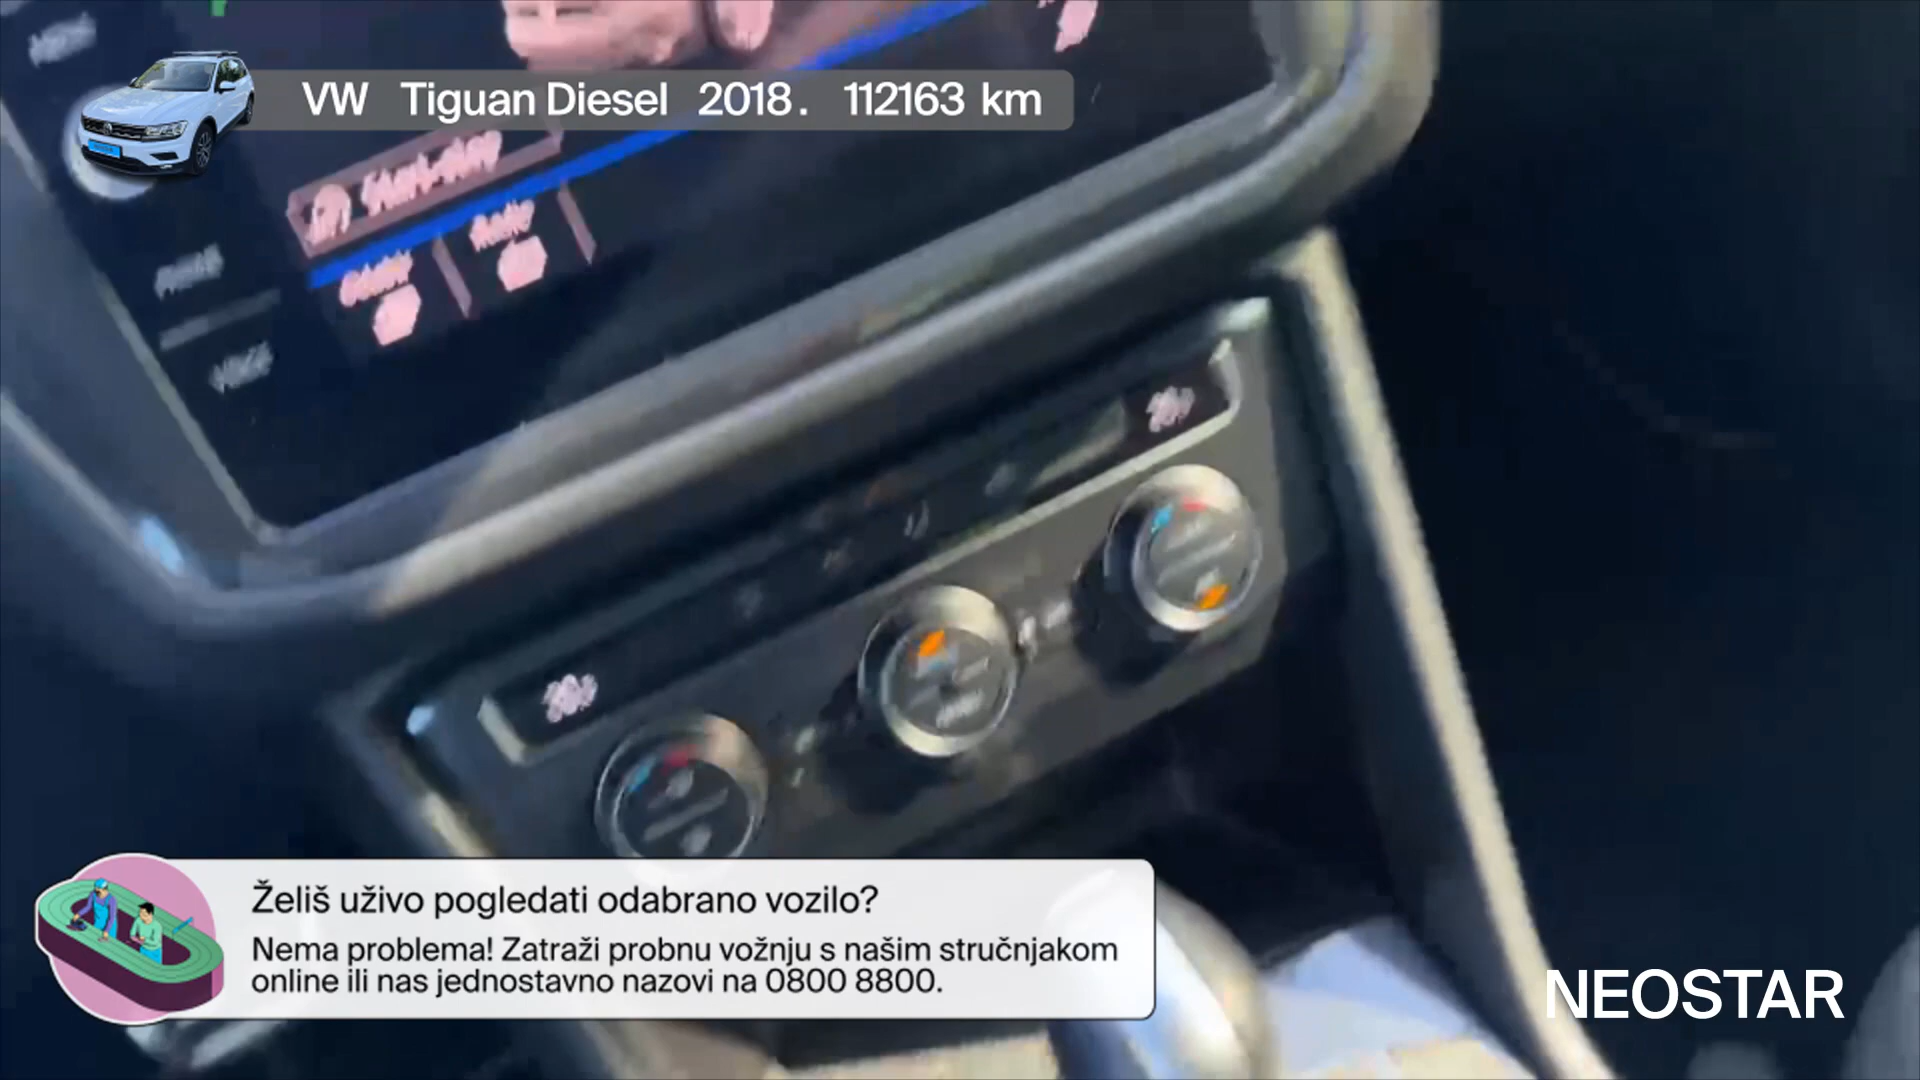 VW Tiguan Diesel 2018. 112163 km
Želiš uživo pogledati odabrano vozilo?
Nema problema! Zatraži probnu vožnju s našim stručnjakom
online ili nas jednostavno nazovi na 0800 8800.
NEOSTAR